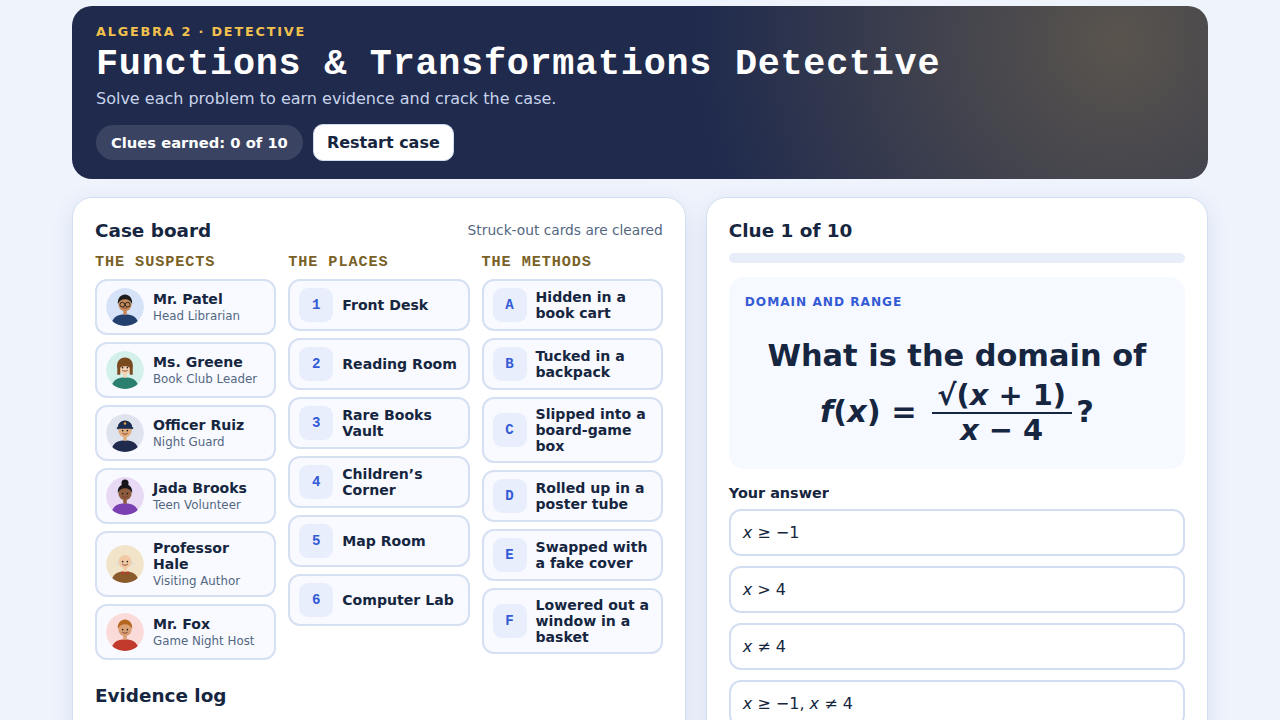 ALGEBRA 2 · DETECTIVE
Functions & Transformations Detective
Solve each problem to earn evidence and crack the case.
Clues earned: 0 of 10
Restart case
Case board
Struck-out cards are cleared
THE SUSPECTS
Mr. Patel
Head Librarian
Ms. Greene
Book Club Leader
Officer Ruiz
Night Guard
Jada Brooks
Teen Volunteer
Professor
Hale
Visiting Author
Mr. Fox
Game Night Host
THE PLACES
1 Front Desk
2 Reading Room
3 Rare Books
Vault
4 Children’s
Corner
5 Map Room
6 Computer Lab
THE METHODS
A Hidden in a
book cart
B Tucked in a
backpack
C Slipped into a
board-game
box
D Rolled up in a
poster tube
E Swapped with
a fake cover
F Lowered out a
window in a
basket
Evidence log
Clue 1 of 10
DOMAIN AND RANGE
What is the domain of
f(x) = √(x + 1) / x − 4 ?
Your answer
x ≥ −1
x > 4
x ≠ 4
x ≥ −1, x ≠ 4